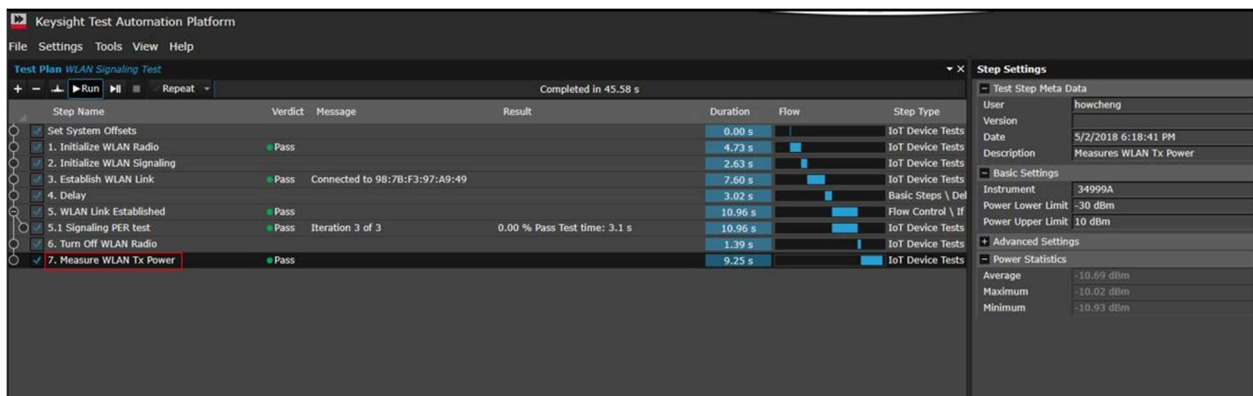 Keysight Test Automation Platform
File Settings Tools View Help
Test Plan WLAN Signaling Test
Run Repeat Completed in 45.58 s
Step Name Verdict Message Result Duration Flow Step Type
Set System Offsets 0.00 s IoT Device Tests
1. Initialize WLAN Radio Pass 4.73 s IoT Device Tests
2. Initialize WLAN Signaling 2.63 s IoT Device Tests
3. Establish WLAN Link Pass Connected to 98:7B:F3:97:A9:49 7.60 s IoT Device Tests
4. Delay 3.02 s Basic Steps \ Del
5. WLAN Link Established Pass 10.96 s Flow Control \ If
5.1 Signaling PER test Pass Iteration 3 of 3 0.00 % Pass Test time: 3.1 s 10.96 s IoT Device Tests
6. Turn Off WLAN Radio 1.39 s IoT Device Tests
7. Measure WLAN Tx Power Pass 9.25 s IoT Device Tests
Step Settings
Test Step Meta Data
User howcheng
Version
Date 5/2/2018 6:18:41 PM
Description Measures WLAN Tx Power
Basic Settings
Instrument 34999A
Power Lower Limit -30 dBm
Power Upper Limit 10 dBm
Advanced Settings
Power Statistics
Average -10.69 dBm
Maximum -10.02 dBm
Minimum -10.93 dBm